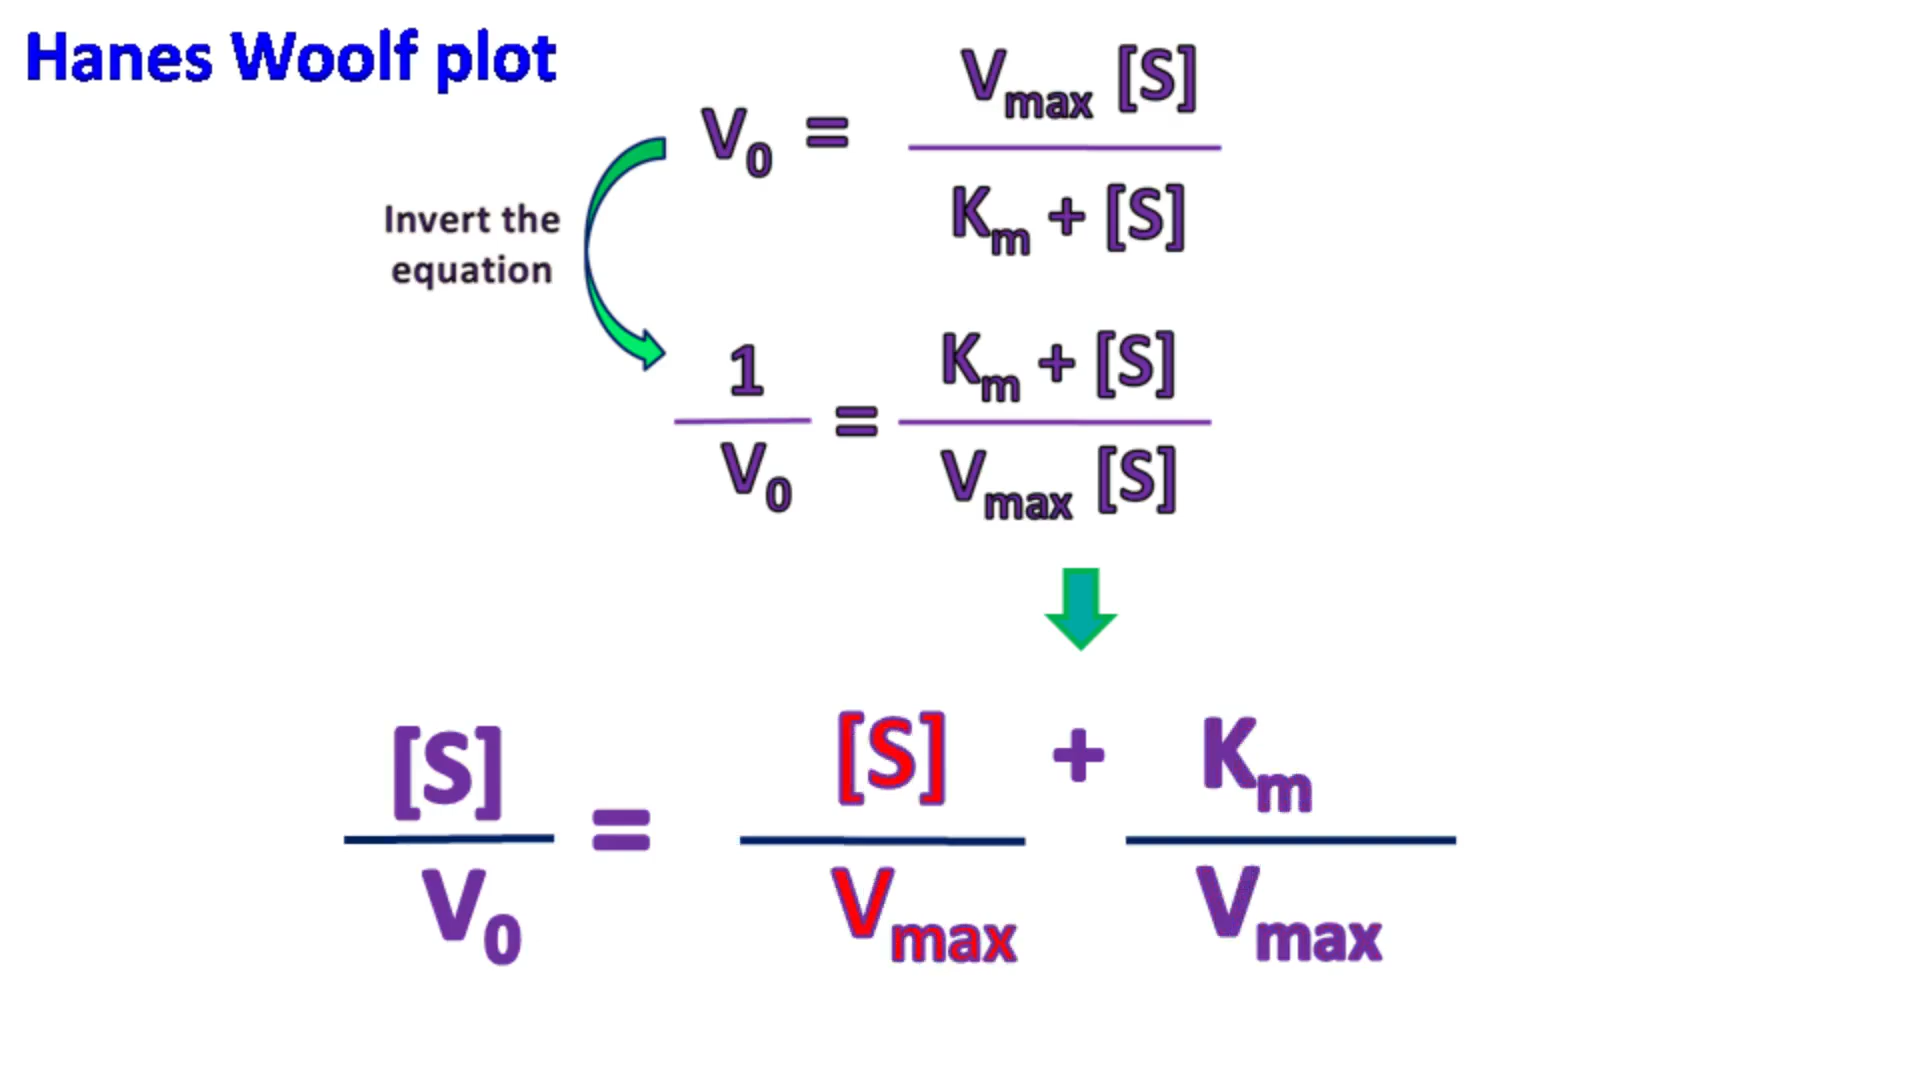 Hanes Woolf plot
V0 = Vmax [S]
Km + [S]
Invert the
equation
1 = Km + [S]
V0 Vmax [S]
[S] = [S] + Km
V0 Vmax Vmax